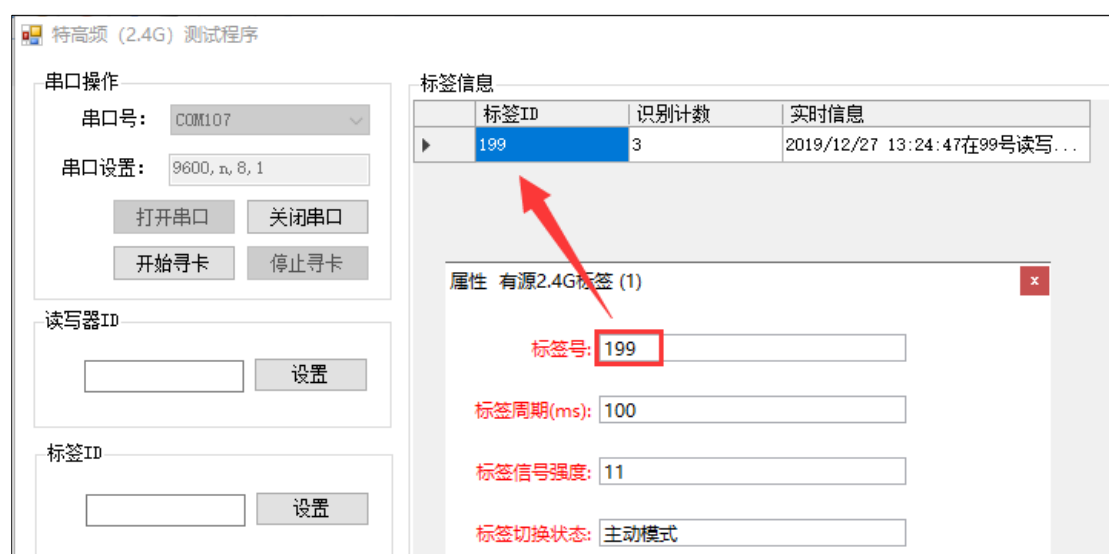 特高频（2.4G）测试程序
串口操作
串口号：
COM107
串口设置：
9600,n,8,1
打开串口
关闭串口
开始寻卡
停止寻卡
读写器ID
设置
标签ID
设置
标签信息
标签ID 识别计数 实时信息
199 3 2019/12/27 13:24:47在99号读写...
属性 有源2.4G标签 (1)
x
标签号: 199
标签周期(ms): 100
标签信号强度: 11
标签切换状态: 主动模式